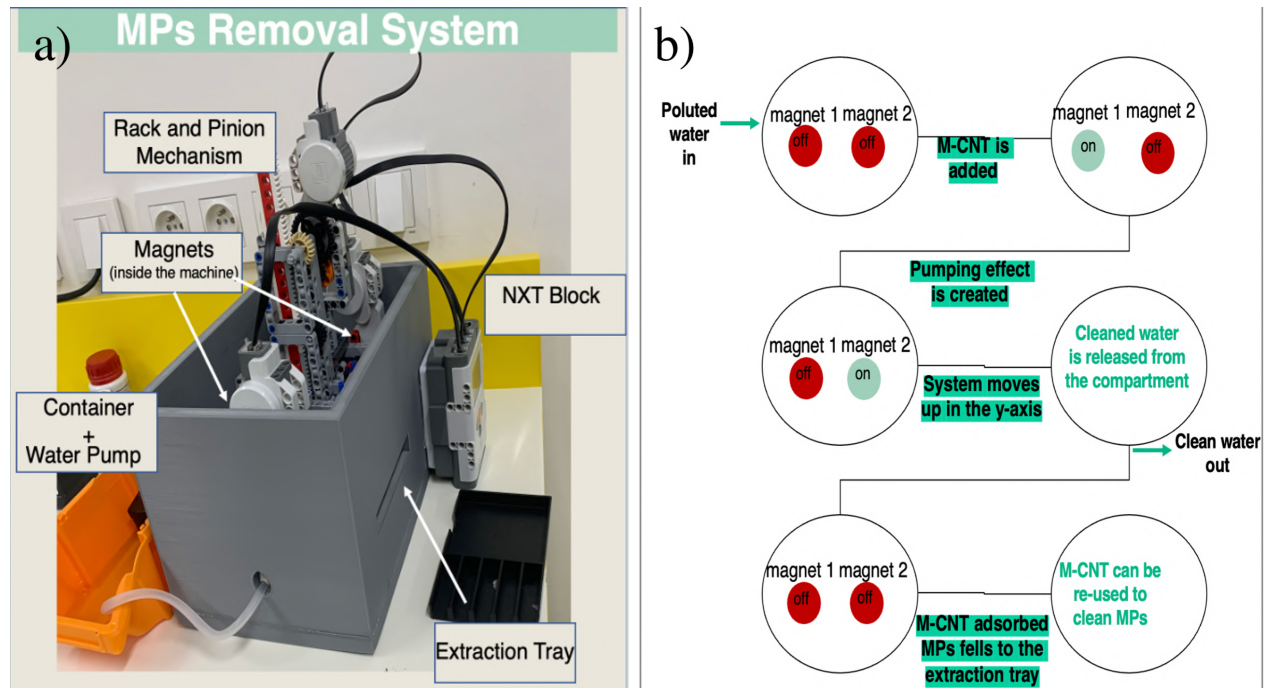 a)
MPs Removal System
Rack and Pinion
Mechanism
Magnets
(inside the machine)
NXT Block
Container
+
Water Pump
Extraction Tray
b)
Poluted
water
in
magnet 1 magnet 2
off
off
M-CNT is
added
magnet 1 magnet 2
on
off
Pumping effect
is created
magnet 1 magnet 2
off
on
System moves
up in the y-axis
Cleaned water
is released from
the compartment
Clean water
out
magnet 1 magnet 2
off
off
M-CNT adsorbed
MPs fells to the
extraction tray
M-CNT can be
re-used to
clean MPs